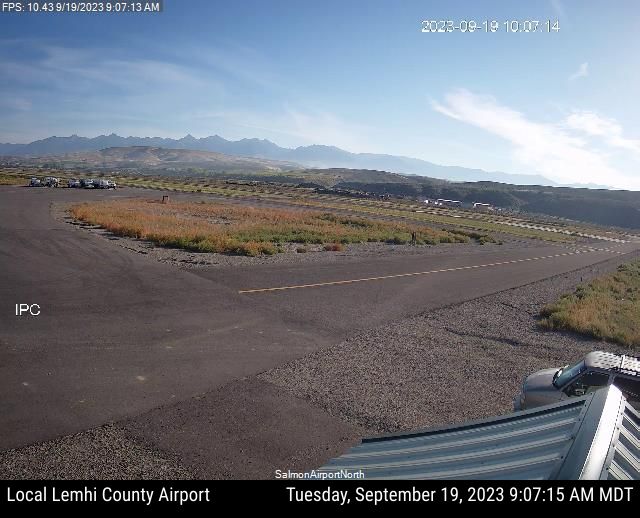 FPS: 10.43 9/19/2023 9:07:13 AM
2023-09-19 10:07:14
IPC
SalmonAirportNorth
Local Lemhi County Airport Tuesday, September 19, 2023 9:07:15 AM MDT